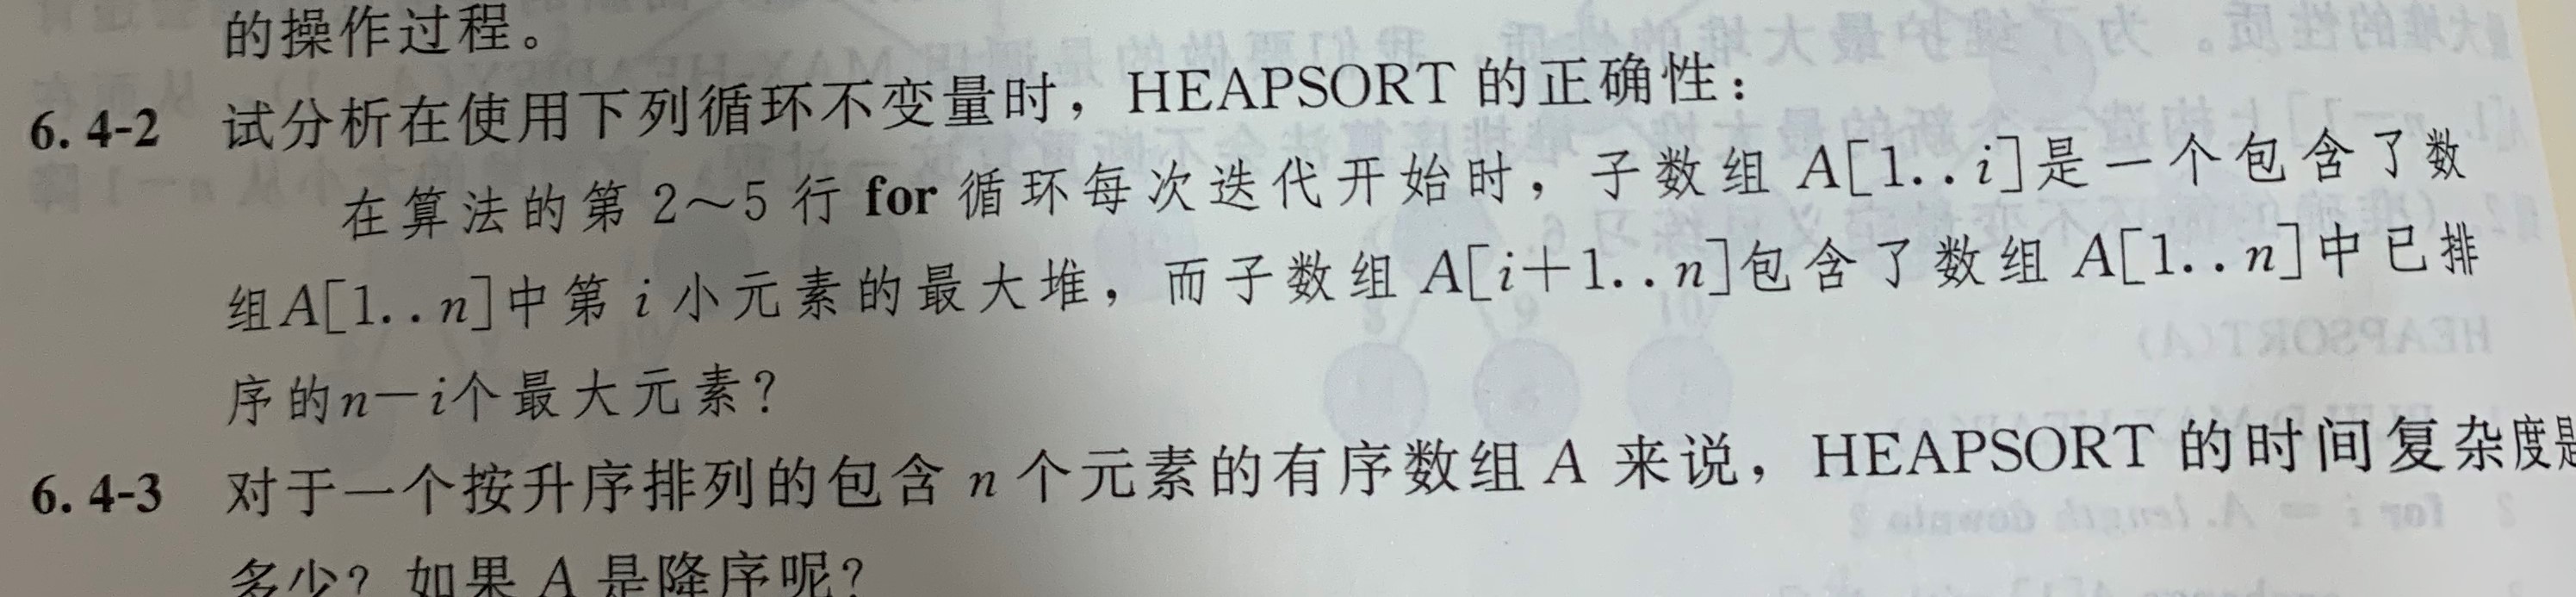 的操作过程。
6.4-2 试分析在使用下列循环不变量时，HEAPSORT 的正确性：
在算法的第 2～5 行 for 循环每次迭代开始时，子数组 A[1..i]是一个包含了数
组A[1..n]中第 i 小元素的最大堆，而子数组 A[i+1..n]包含了数组 A[1..n]中已排
序的n-i个最大元素？
6.4-3 对于一个按升序排列的包含 n 个元素的有序数组 A 来说，HEAPSORT 的时间复杂度是
多少？如果 A 是降序呢？